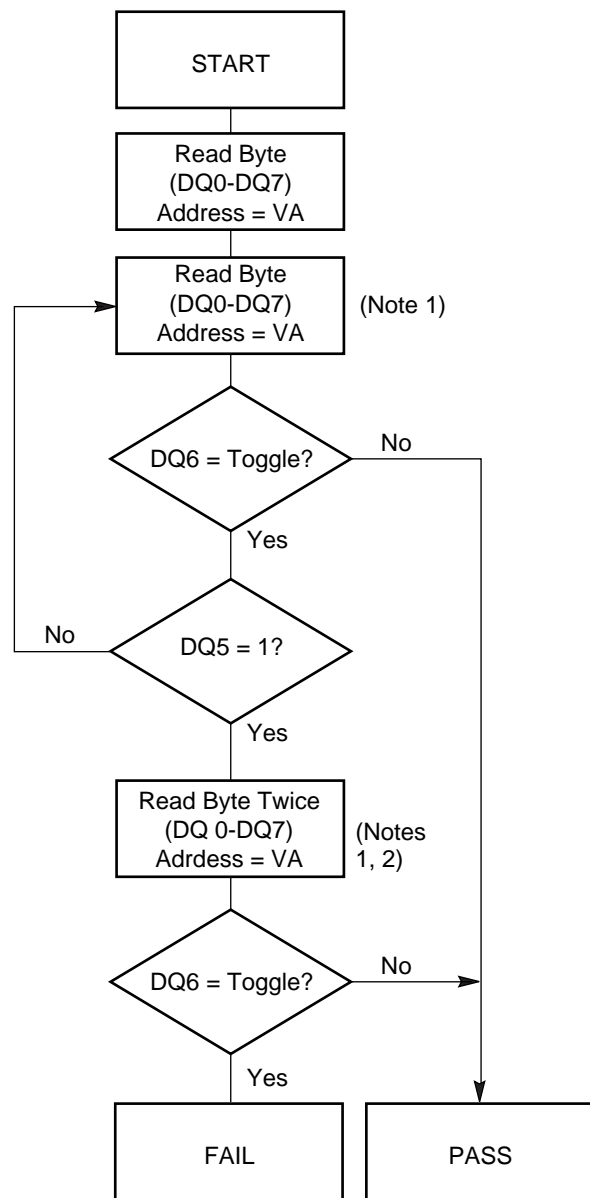 START
Read Byte
(DQ0-DQ7)
Address = VA
Read Byte
(DQ0-DQ7)
Address = VA
(Note 1)
DQ6 = Toggle?
No
Yes
No
DQ5 = 1?
Yes
Read Byte Twice
(DQ 0-DQ7)
Adrdess = VA
(Notes
1, 2)
DQ6 = Toggle?
No
Yes
FAIL
PASS